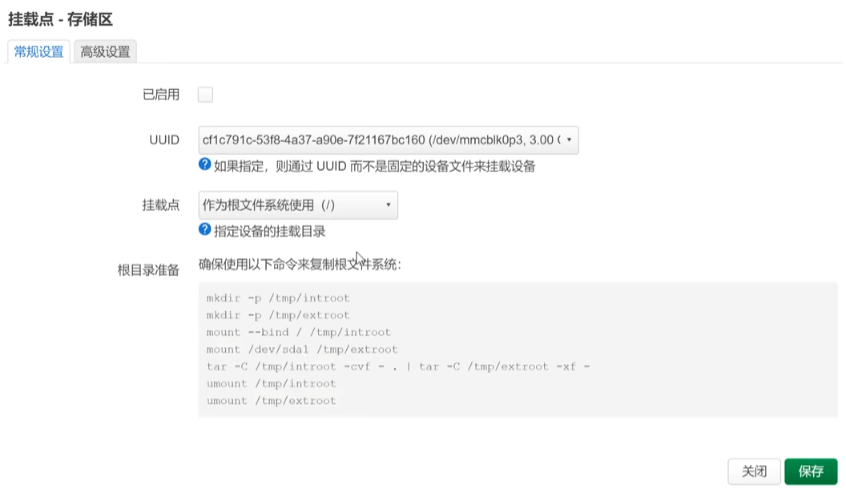 挂载点 - 存储区
常规设置 高级设置
已启用
UUID cf1c791c-53f8-4a37-a90e-7f21167bc160 (/dev/mmcblk0p3, 3.00 (
如果指定，则通过 UUID 而不是固定的设备文件来挂载设备
挂载点 作为根文件系统使用（/）
指定设备的挂载目录
根目录准备 确保使用以下命令来复制根文件系统：
mkdir -p /tmp/introot
mkdir -p /tmp/extroot
mount --bind / /tmp/introot
mount /dev/sda1 /tmp/extroot
tar -C /tmp/introot -cvf - . | tar -C /tmp/extroot -xf -
umount /tmp/introot
umount /tmp/extroot
关闭 保存